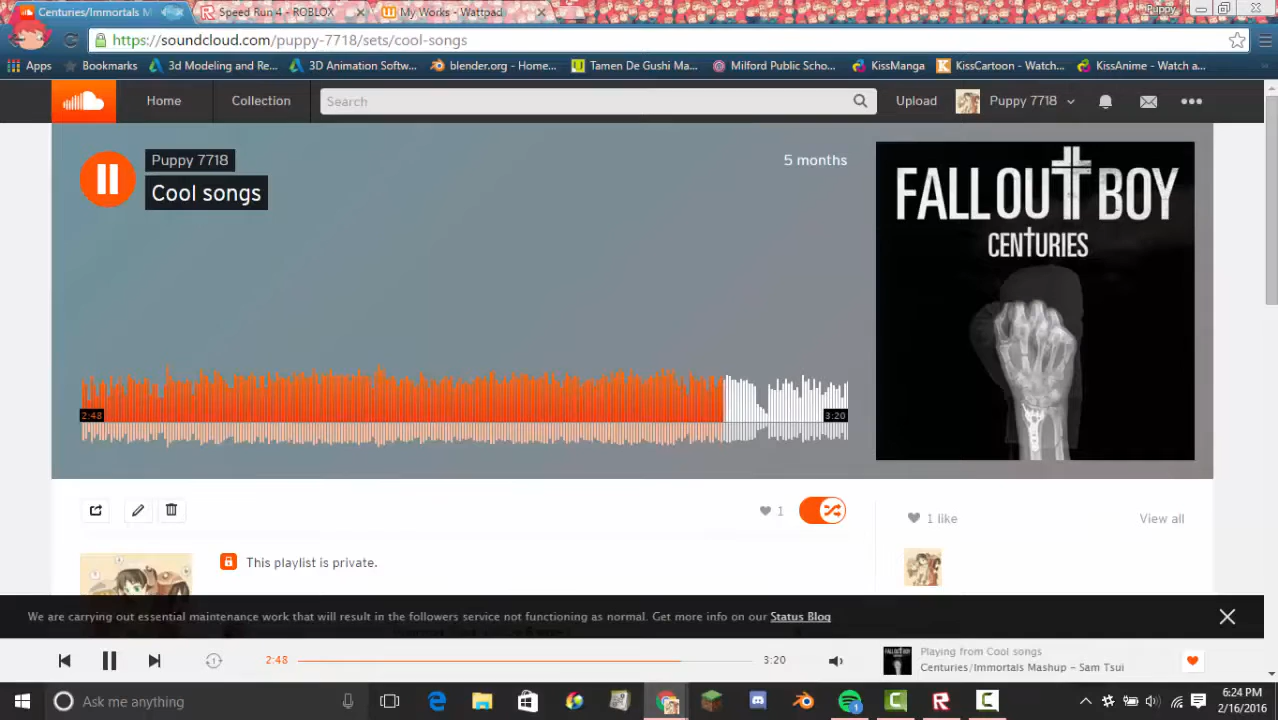 Centuries/Immortals M
Speed Run 4 - ROBLOX
My Works - Wattpad
Puppy
https://soundcloud.com/puppy-7718/sets/cool-songs
Apps
Bookmarks
3d Modeling and Re...
3D Animation Softw...
blender.org - Home...
Tamen De Gushi Ma...
Milford Public Scho...
KissManga
KissCartoon - Watch...
KissAnime - Watch a...
Home
Collection
Search
Upload
Puppy 7718
Puppy 7718
5 months
Cool songs
FALL OUT BOY
CENTURIES
2:48
3:20
1
1 like
View all
This playlist is private.
We are carrying out essential maintenance work that will result in the followers service not functioning as normal. Get more info on our Status Blog
2:48
3:20
FALL OUT BOY
Playing from Cool songs
Centuries/Immortals Mashup - Sam Tsui
Ask me anything
1
6:24 PM
2/16/2016